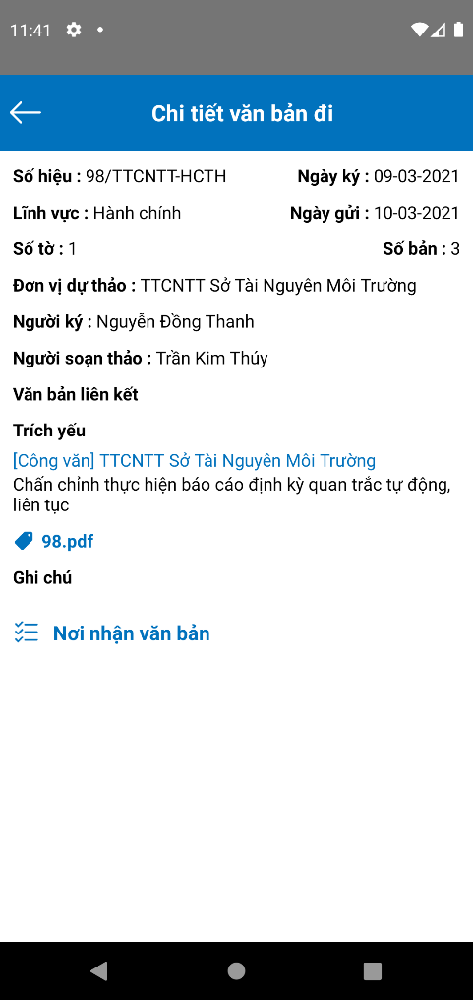 11:41
Chi tiết văn bản đi
Số hiệu : 98/TTCNTT-HCTH Ngày ký : 09-03-2021
Lĩnh vực : Hành chính Ngày gửi : 10-03-2021
Số tờ : 1 Số bản : 3
Đơn vị dự thảo : TTCNTT Sở Tài Nguyên Môi Trường
Người ký : Nguyễn Đồng Thanh
Người soạn thảo : Trần Kim Thúy
Văn bản liên kết
Trích yếu
[Công văn] TTCNTT Sở Tài Nguyên Môi Trường
Chấn chỉnh thực hiện báo cáo định kỳ quan trắc tự động,
liên tục
98.pdf
Ghi chú
Nơi nhận văn bản